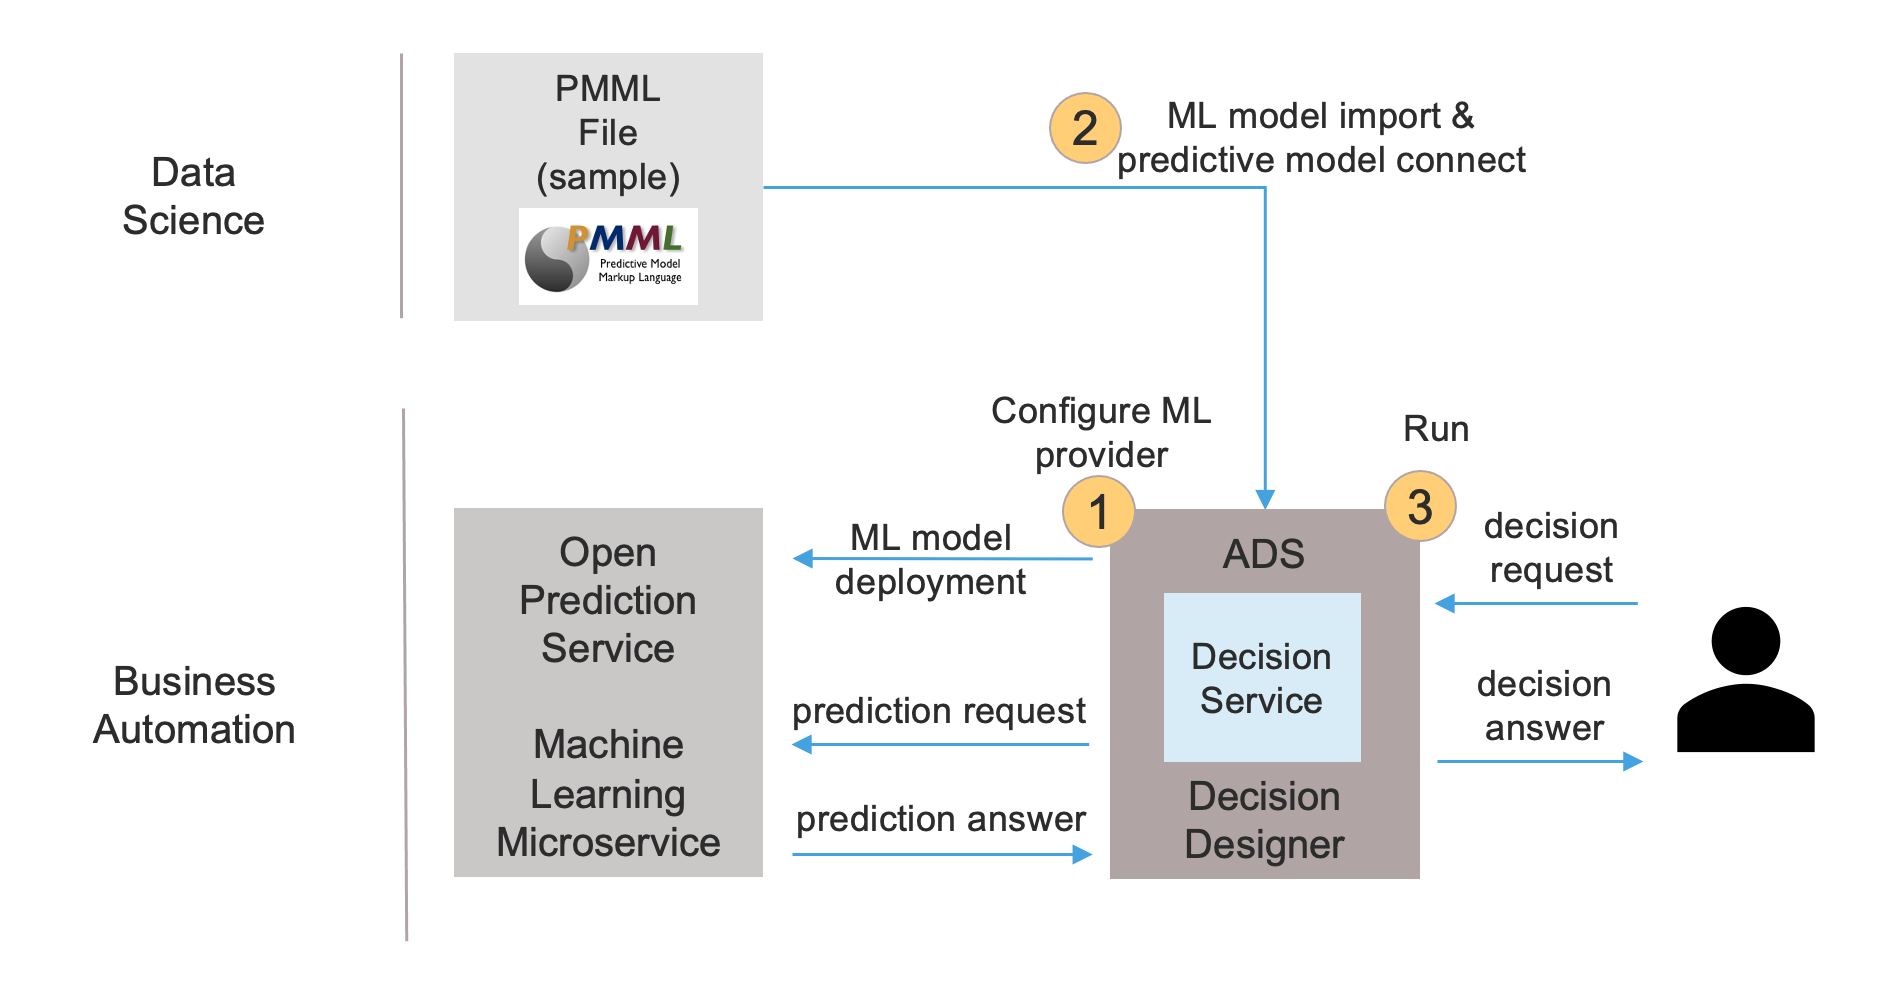 Data
Science
PMML
File
(sample)
PMML
Predictive Model
Markup Language
2
ML model import &
predictive model connect
Business
Automation
Open
Prediction
Service
Machine
Learning
Microservice
Configure ML
provider
1
ML model
deployment
prediction request
prediction answer
ADS
Decision
Service
Decision
Designer
Run
3
decision
request
decision
answer